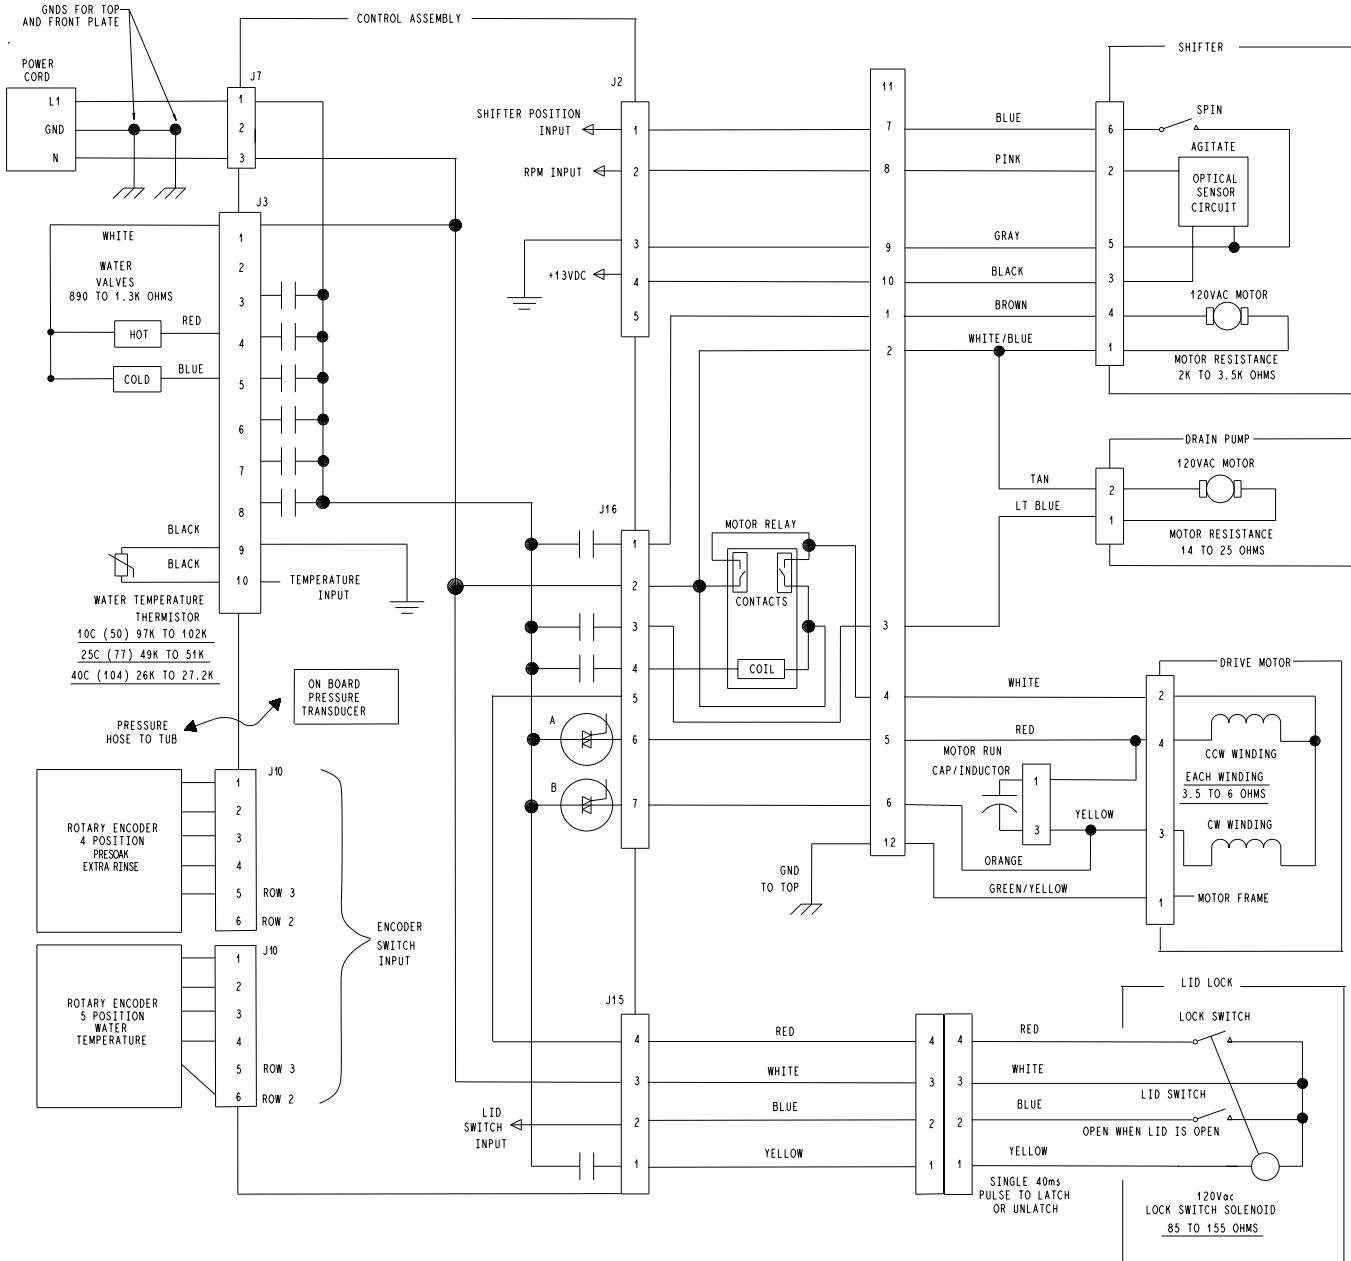 GNDS FOR TOP
AND FRONT PLATE
CONTROL ASSEMBLY
POWER
CORD
L1
GND
N
J7
1
2
3
J3
1
2
3
4
5
6
7
8
9
10
WHITE
WATER
VALVES
890 TO 1.3K OHMS
HOT
RED
COLD
BLUE
BLACK
BLACK
TEMPERATURE
INPUT
WATER TEMPERATURE
THERMISTOR
10C (50) 97K TO 102K
25C (77) 49K TO 51K
40C (104) 26K TO 27.2K
ON BOARD
PRESSURE
TRANSDUCER
PRESSURE
HOSE TO TUB
J10
1
2
3
4
5
6
ROW 3
ROW 2
ROTARY ENCODER
4 POSITION
PRESOAK
EXTRA RINSE
ENCODER
SWITCH
INPUT
J10
1
2
3
4
5
6
ROW 3
ROW 2
ROTARY ENCODER
5 POSITION
WATER
TEMPERATURE
J2
1
2
3
4
5
SHIFTER POSITION
INPUT
RPM INPUT
+13VDC
J16
1
2
3
4
5
6
7
A
B
MOTOR RELAY
CONTACTS
COIL
11
7
8
9
10
1
2
3
4
5
6
12
GND
TO TOP
BLUE
PINK
GRAY
BLACK
BROWN
WHITE/BLUE
SHIFTER
6
2
5
3
4
1
SPIN
AGITATE
OPTICAL
SENSOR
CIRCUIT
120VAC MOTOR
MOTOR RESISTANCE
2K TO 3.5K OHMS
TAN
LT BLUE
DRAIN PUMP
2
1
120VAC MOTOR
MOTOR RESISTANCE
14 TO 25 OHMS
DRIVE MOTOR
WHITE
RED
MOTOR RUN
CAP/INDUCTOR
1
3
YELLOW
ORANGE
GREEN/YELLOW
2
4
3
1
CCW WINDING
EACH WINDING
3.5 TO 6 OHMS
CW WINDING
MOTOR FRAME
J15
4
3
2
1
LID
SWITCH
INPUT
RED
WHITE
BLUE
YELLOW
4
3
2
1
4
3
2
1
RED
WHITE
BLUE
YELLOW
SINGLE 40ms
PULSE TO LATCH
OR UNLATCH
LID LOCK
LOCK SWITCH
LID SWITCH
OPEN WHEN LID IS OPEN
120Vac
LOCK SWITCH SOLENOID
85 TO 155 OHMS